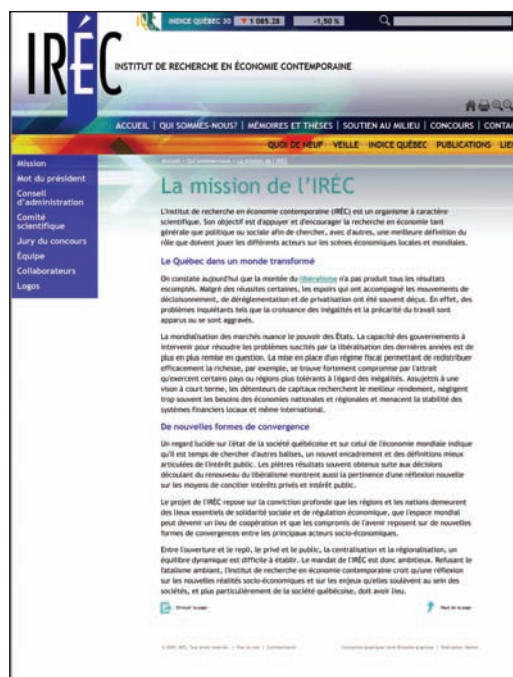 INDICE QUÉBEC 30 ▼ 1 085.28 -1,50 %
IRÉC
INSTITUT DE RECHERCHE EN ÉCONOMIE CONTEMPORAINE
ACCUEIL | QUI SOMMES-NOUS? | MÉMOIRES ET THÈSES | SOUTIEN AU MILIEU | CONCOURS | CONTA
QUOI DE NEUF VEILLE INDICE QUÉBEC PUBLICATIONS LIE
Mission
Mot du président
Conseil
d'administration
Comité
scientifique
Jury du concours
Équipe
Collaborateurs
Logos
Accueil > Qui sommes-nous > La mission de l'IRÉC
La mission de l'IRÉC
L'institut de recherche en économie contemporaine (IRÉC) est un organisme à caractère
scientifique. Son objectif est d'appuyer et d'encourager la recherche en économie tant
générale que politique ou sociale afin de chercher, avec d'autres, une meilleure définition du
rôle que doivent jouer les différents acteurs sur les scènes économiques locales et mondiales.
Le Québec dans un monde transformé
On constate aujourd'hui que la montée du libéralisme n'a pas produit tous les résultats
escomptés. Malgré des réussites certaines, les espoirs qui ont accompagné les mouvements de
décloisonnement, de déréglementation et de privatisation ont été souvent déçus. En effet, des
problèmes inquiétants tels que la croissance des inégalités et la précarité du travail sont
apparus ou se sont aggravés.
La mondialisation des marchés nuance le pouvoir des États. La capacité des gouvernements à
intervenir pour résoudre les problèmes suscités par la libéralisation des dernières années est de
plus en plus remise en question. La mise en place d'un régime fiscal permettant de redistribuer
efficacement la richesse, par exemple, se trouve fortement compromise par l'attrait
qu'exercent certains pays ou régions plus tolérants à l'égard des inégalités. Assujettis à une
vision à court terme, les détenteurs de capitaux recherchent le meilleur rendement, négligent
trop souvent les besoins des économies nationales et régionales et menacent la stabilité des
systèmes financiers locaux et même international.
De nouvelles formes de convergence
Un regard lucide sur l'état de la société québécoise et sur celui de l'économie mondiale indique
qu'il est temps de chercher d'autres balises, un nouvel encadrement et des définitions mieux
articulées de l'intérêt public. Les piètres résultats souvent obtenus suite aux décisions
découlant du renouveau du libéralisme montrent aussi la pertinence d'une réflexion nouvelle
sur les moyens de concilier intérêts privés et intérêt public.
Le projet de l'IRÉC repose sur la conviction profonde que les régions et les nations demeurent
des lieux essentiels de solidarité sociale et de régulation économique, que l'espace mondial
peut devenir un lieu de coopération et que les compromis de l'avenir reposent sur de nouvelles
formes de convergences entre les principaux acteurs socio-économiques.
Entre l'ouverture et le repli, le privé et le public, la centralisation et la régionalisation, un
équilibre dynamique est difficile à établir. Le mandat de l'IRÉC est donc ambitieux. Refusant le
fatalisme ambiant, l'institut de recherche en économie contemporaine croit qu'une réflexion
sur les nouvelles réalités socio-économiques et sur les enjeux qu'elles soulèvent au sein des
sociétés, et plus particulièrement de la société québécoise, doit avoir lieu.
Envoyer la page Haut de la page
IRÉC. Tous droits réservés. | Plan du site | Confidentialité